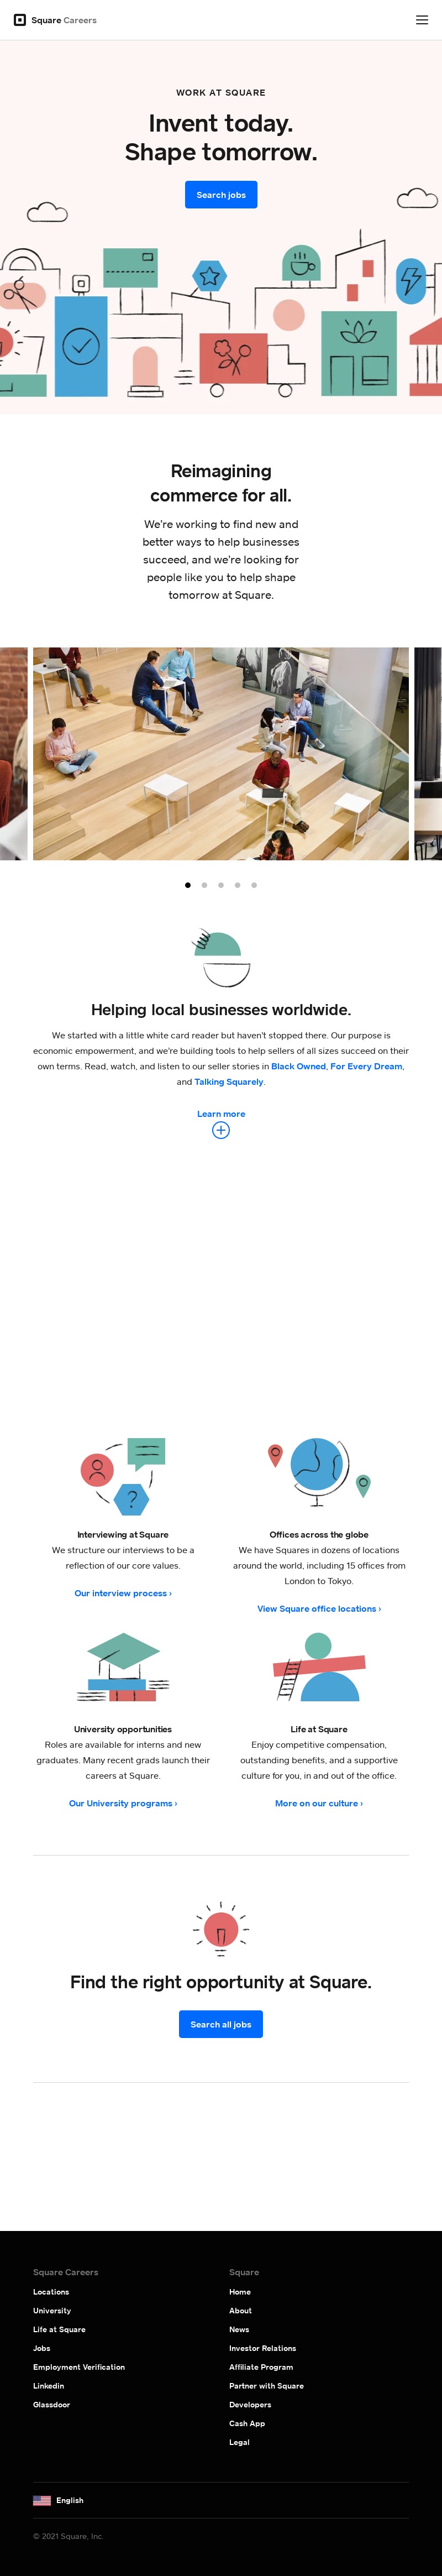 Square Careers
WORK AT SQUARE
Invent today.
Shape tomorrow.
Search jobs
Reimagining
commerce for all.
We're working to find new and
better ways to help businesses
succeed, and we're looking for
people like you to help shape
tomorrow at Square.
Helping local businesses worldwide.
We started with a little white card reader but haven't stopped there. Our purpose is
economic empowerment, and we're building tools to help sellers of all sizes succeed on their
own terms. Read, watch, and listen to our seller stories in Black Owned, For Every Dream,
and Talking Squarely.
Learn more
Interviewing at Square
We structure our interviews to be a
reflection of our core values.
Our interview process ›
Offices across the globe
We have Squares in dozens of locations
around the world, including 15 offices from
London to Tokyo.
View Square office locations ›
University opportunities
Roles are available for interns and new
graduates. Many recent grads launch their
careers at Square.
Our University programs ›
Life at Square
Enjoy competitive compensation,
outstanding benefits, and a supportive
culture for you, in and out of the office.
More on our culture ›
Find the right opportunity at Square.
Search all jobs
Square Careers
Locations
University
Life at Square
Jobs
Employment Verification
Linkedin
Glassdoor
Square
Home
About
News
Investor Relations
Affiliate Program
Partner with Square
Developers
Cash App
Legal
English
© 2021 Square, Inc.